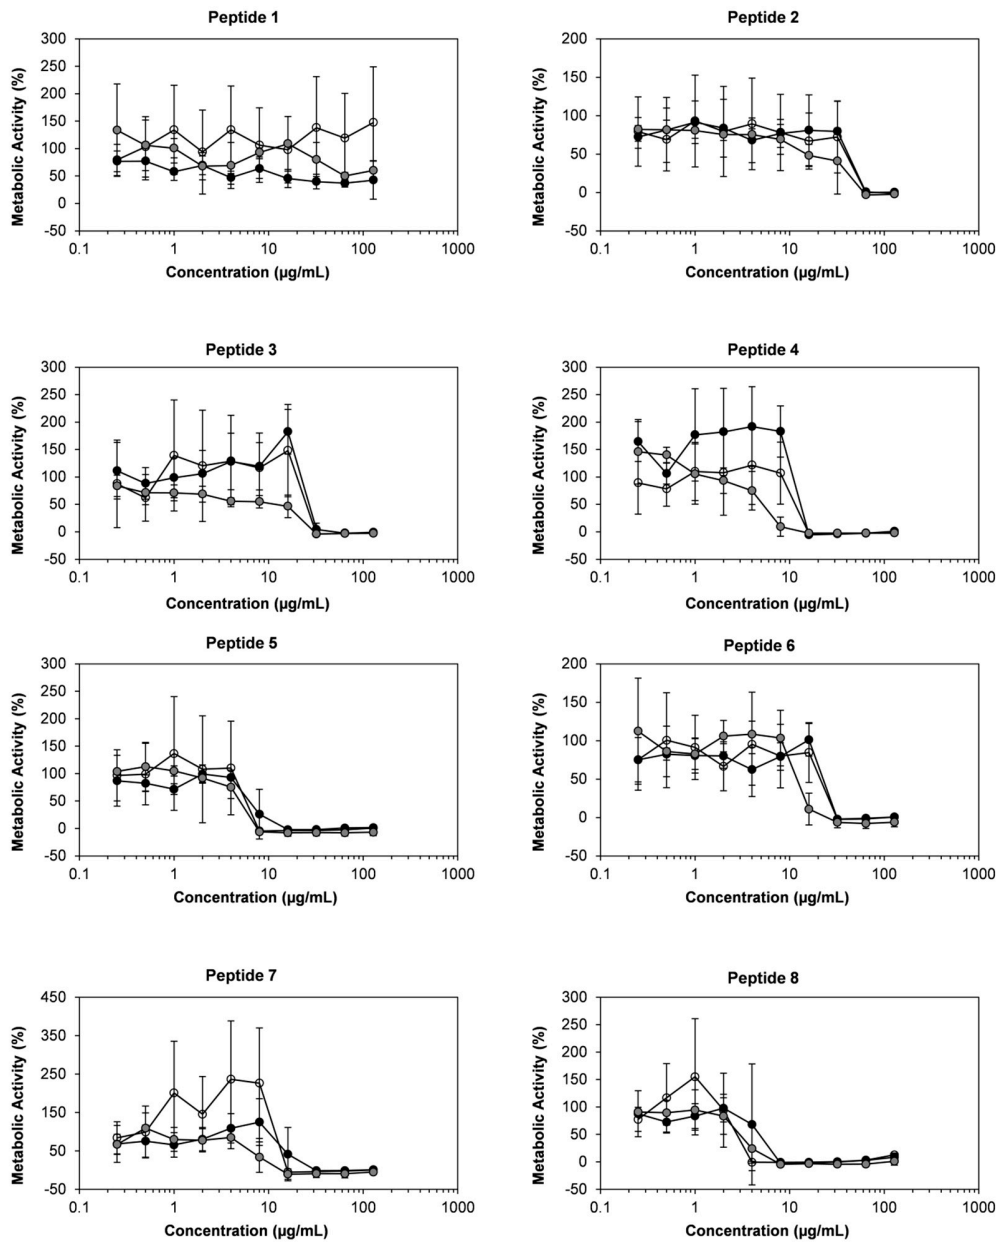 Peptide 1
300
250
200
150
100
50
0
-50
0.1 1 10 100 1000
Metabolic Activity (%)
Concentration (µg/mL)
Peptide 2
200
150
100
50
0
-50
0.1 1 10 100 1000
Metabolic Activity (%)
Concentration (µg/mL)
Peptide 3
300
250
200
150
100
50
0
-50
0.1 1 10 100 1000
Metabolic Activity (%)
Concentration (µg/mL)
Peptide 4
300
250
200
150
100
50
0
-50
0.1 1 10 100 1000
Metabolic Activity (%)
Concentration (µg/mL)
Peptide 5
300
250
200
150
100
50
0
-50
0.1 1 10 100 1000
Metabolic Activity (%)
Concentration (µg/mL)
Peptide 6
200
150
100
50
0
-50
0.1 1 10 100 1000
Metabolic Activity (%)
Concentration (µg/mL)
Peptide 7
450
350
250
150
50
-50
0.1 1 10 100 1000
Metabolic Activity (%)
Concentration (µg/mL)
Peptide 8
300
250
200
150
100
50
0
-50
0.1 1 10 100 1000
Metabolic Activity (%)
Concentration (µg/mL)